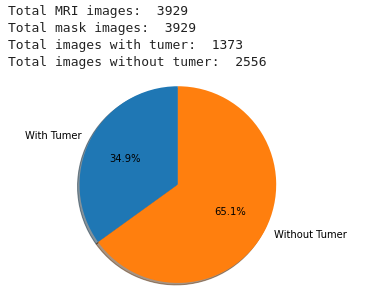 Total MRI images:  3929
Total mask images:  3929
Total images with tumer:  1373
Total images without tumer:  2556
With Tumer
34.9%
65.1%
Without Tumer